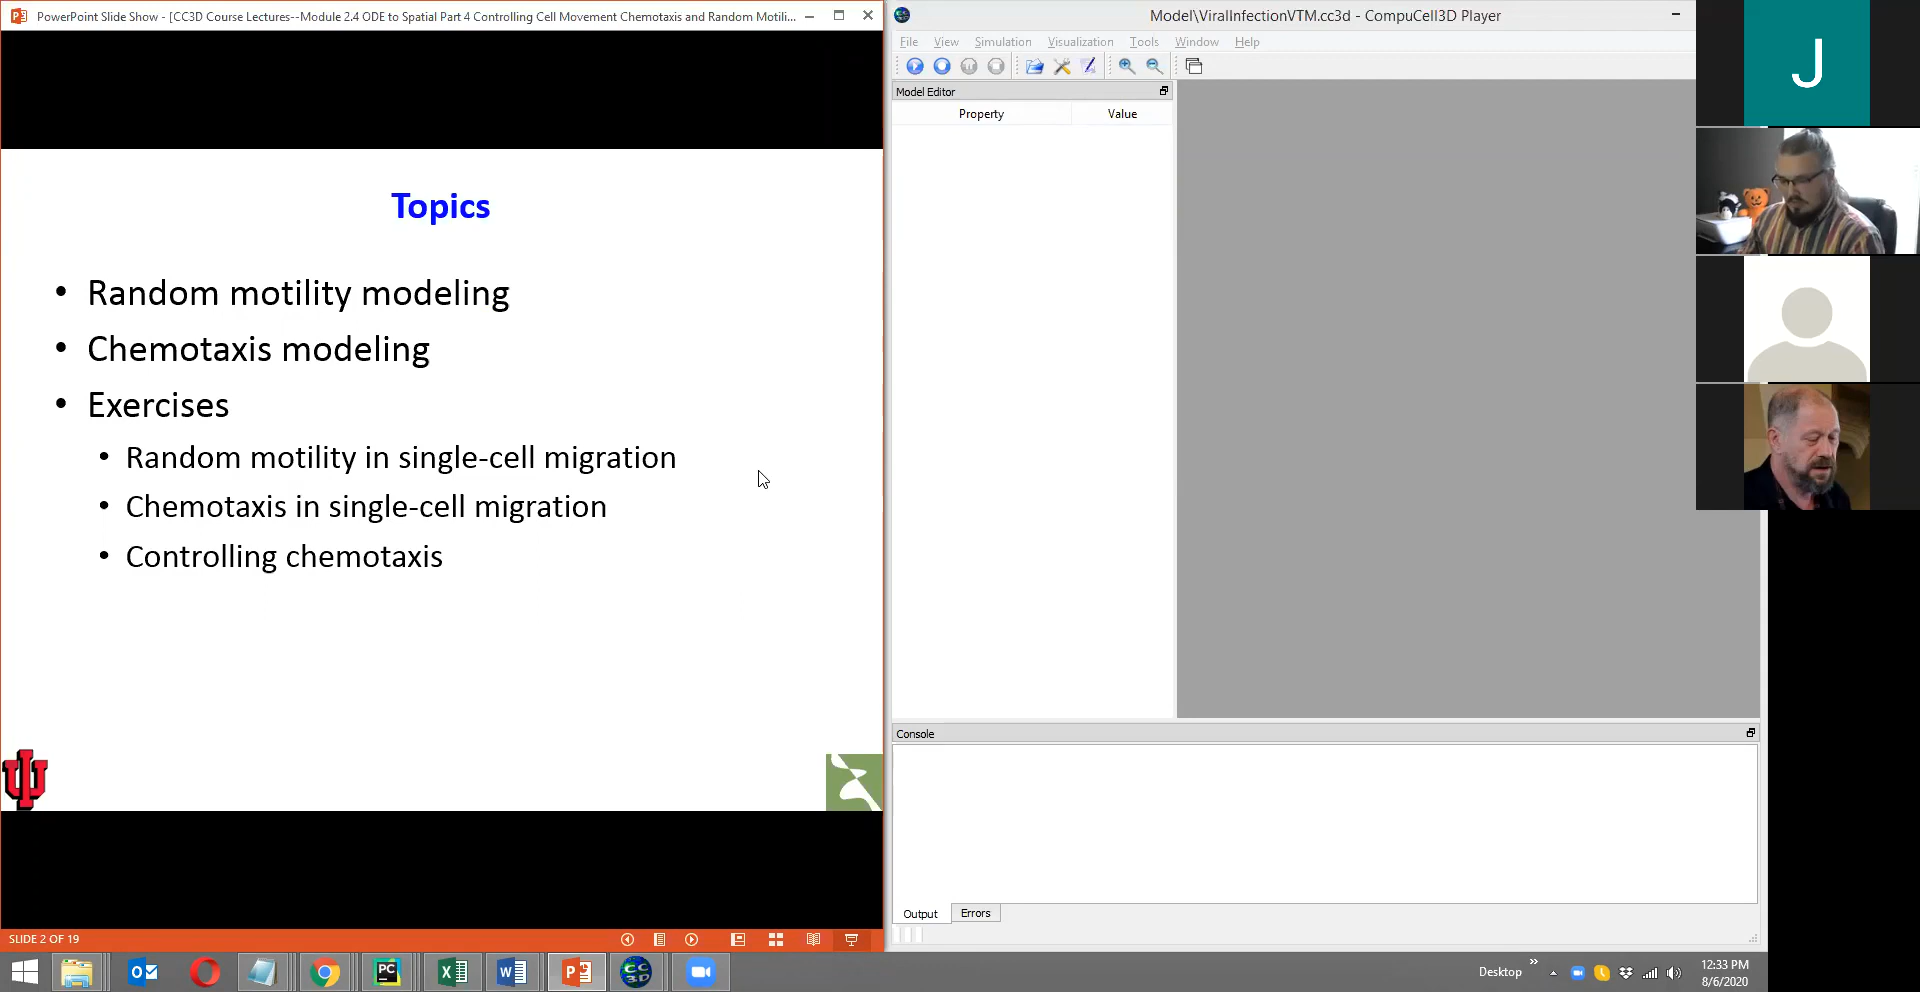 PowerPoint Slide Show - [CC3D Course Lectures--Module 2.4 ODE to Spatial Part 4 Controlling Cell Movement Chemotaxis and Random Motili...
Topics
• Random motility modeling
• Chemotaxis modeling
• Exercises
• Random motility in single-cell migration
• Chemotaxis in single-cell migration
• Controlling chemotaxis
SLIDE 2 OF 19
Model\ViralInfectionVTM.cc3d - CompuCell3D Player
File View Simulation Visualization Tools Window Help
Model Editor
Property Value
Console
Output Errors
J
Desktop
12:33 PM
8/6/2020